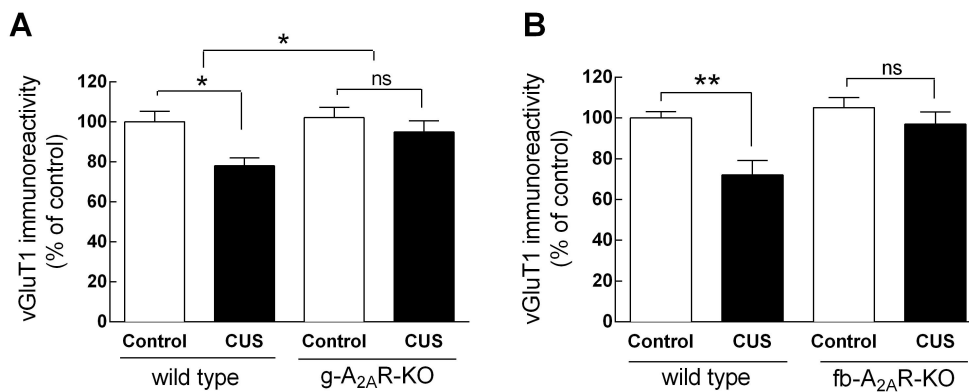 A
*
*
ns
vGluT1 immunoreactivity
(% of control)
120
100
80
60
40
20
0
Control CUS Control CUS
wild type g-A2AR-KO
B
**
ns
vGluT1 immunoreactivity
(% of control)
120
100
80
60
40
20
0
Control CUS Control CUS
wild type fb-A2AR-KO